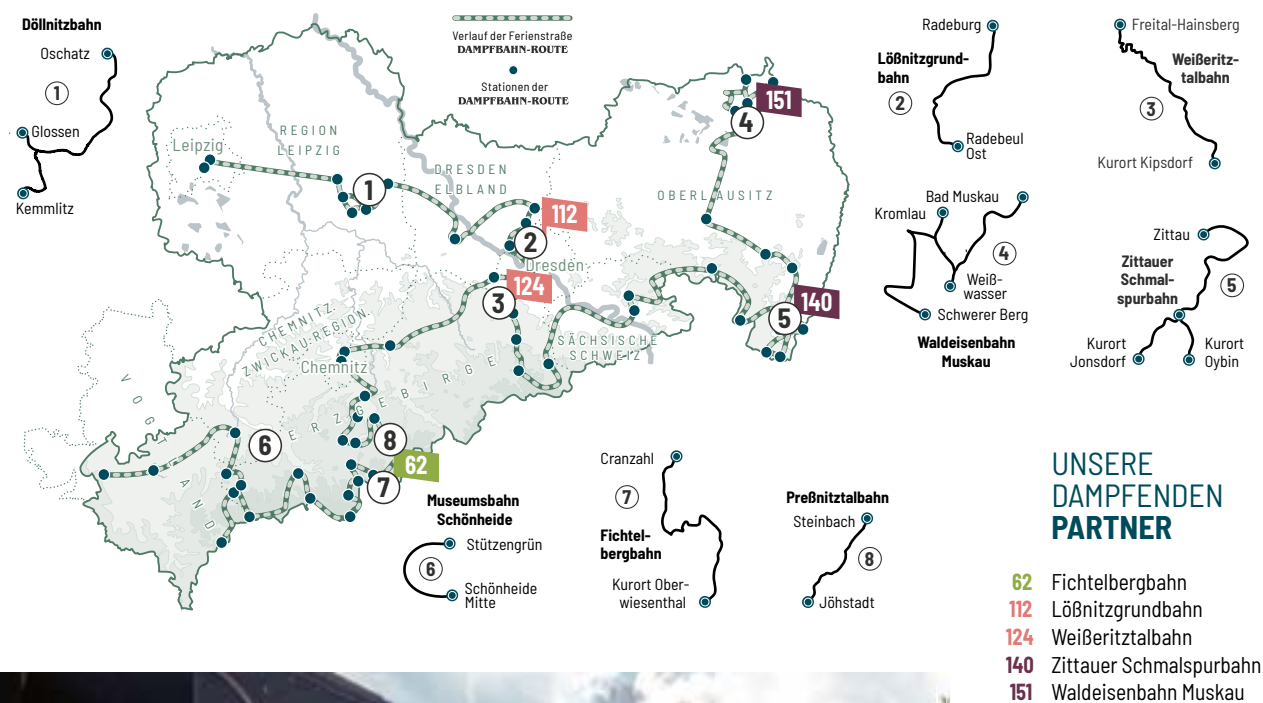 Döllnitzbahn
Oschatz
1
Glossen
Kemmlitz
Verlauf der Ferienstraße
DAMPFBAHN-ROUTE
Stationen der
DAMPFBAHN-ROUTE
Radeburg
Lößnitzgrund-
bahn
2
Radebeul
Ost
Freital-Hainsberg
Weißeritz-
talbahn
3
Kurort Kipsdorf
Bad Muskau
Kromlau
4
Weiß-
wasser
Schwerer Berg
Waldeisenbahn
Muskau
Zittau
Zittauer
Schmal-
spurbahn
5
Kurort
Jonsdorf
Kurort
Oybin
REGION
LEIPZIG
Leipzig
1
DRESDEN
ELBLAND
112
2
Dresden
124
3
OBERLAUSITZ
151
4
140
5
SÄCHSISCHE
SCHWEIZ
CHEMNITZ
ZWICKAU-REGION
Chemnitz
ERZGEBIRGE
VOGTLAND
6
8
62
7
Museumsbahn
Schönheide
Stützengrün
6
Schönheide
Mitte
Cranzahl
7
Fichtel-
bergbahn
Kurort Ober-
wiesenthal
Preßnitztalbahn
Steinbach
8
Jöhstadt
UNSERE
DAMPFENDEN
PARTNER
62 Fichtelbergbahn
112 Lößnitzgrundbahn
124 Weißeritztalbahn
140 Zittauer Schmalspurbahn
151 Waldeisenbahn Muskau